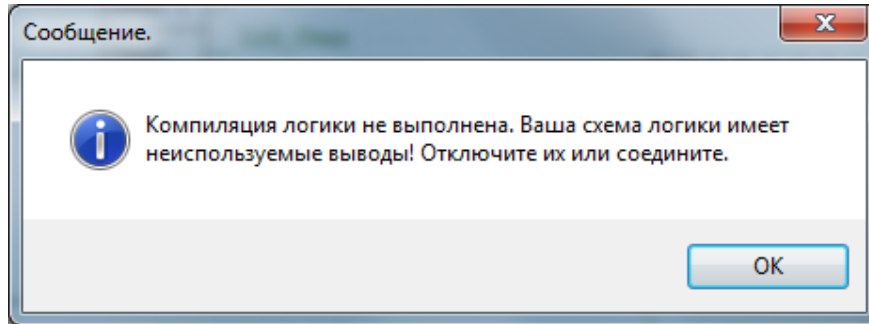 Сообщение.
Компиляция логики не выполнена. Ваша схема логики имеет
неиспользуемые выводы! Отключите их или соедините.
OK